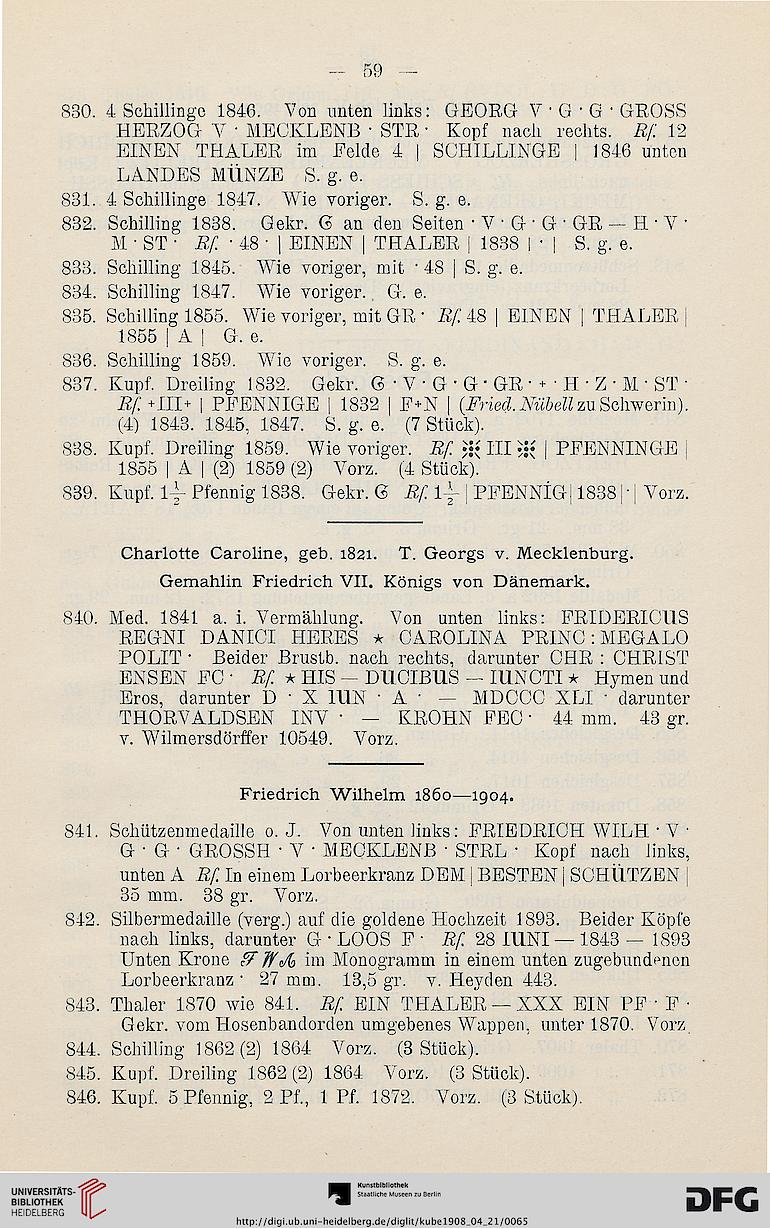 — 59 —
830. 4 Schillinge 1846. Von unten links: GEORG V · G · G · GROSS
HERZOG V · MECKLENB · STR · Kopf nach rechts. Rf. 12
EINEN THALER im Felde 4 | SCHILLINGE | 1846 unten
LANDES MÜNZE S. g. e.
831. 4 Schillinge 1847. Wie voriger. S. g. e.
832. Schilling 1838. Gekr. G an den Seiten · V · G · G · GR — H · V ·
M · ST · Rf. · 48 · | EINEN | THALER | 1838 | · | S. g. e.
833. Schilling 1845. Wie voriger, mit · 48 | S. g. e.
834. Schilling 1847. Wie voriger. G. e.
835. Schilling 1855. Wie voriger, mit GR · Rf. 48 | EINEN | THALER |
1855 | A | G. e.
836. Schilling 1859. Wie voriger. S. g. e.
837. Kupf. Dreiling 1832. Gekr. G · V · G · G · GR · + · H · Z · M · ST ·
Rf. +III+ | PFENNIGE | 1832 | F+N | (Fried. Nübell zu Schwerin).
(4) 1843. 1845, 1847. S. g. e. (7 Stück).
838. Kupf. Dreiling 1859. Wie voriger. Rf. ※ III ※ | PFENNINGE |
1855 | A | (2) 1859 (2) Vorz. (4 Stück).
839. Kupf. 1½ Pfennig 1838. Gekr. G Rf. 1½ | PFENNIG | 1838 | · | Vorz.
Charlotte Caroline, geb. 1821. T. Georgs v. Mecklenburg.
Gemahlin Friedrich VII. Königs von Dänemark.
840. Med. 1841 a. i. Vermählung. Von unten links: FRIDERICUS
REGNI DANICI HERES ⋆ CAROLINA PRINC : MEGALO
POLIT · Beider Brustb. nach rechts, darunter CHR : CHRIST
ENSEN FC · Rf. ⋆ HIS — DUCIBUS — IUNCTI ⋆ Hymen und
Eros, darunter D · X IUN · A · — MDCCC XLI · darunter
THORVALDSEN INV · — KROHN FEC · 44 mm. 43 gr.
v. Wilmersdörffer 10549. Vorz.
Friedrich Wilhelm 1860—1904.
841. Schützenmedaille o. J. Von unten links: FRIEDRICH WILH · V ·
G · G · GROSSH · V · MECKLENB · STRL · Kopf nach links,
unten A Rf. In einem Lorbeerkranz DEM | BESTEN | SCHÜTZEN |
35 mm. 38 gr. Vorz.
842. Silbermedaille (verg.) auf die goldene Hochzeit 1893. Beider Köpfe
nach links, darunter G · LOOS F · Rf. 28 IUNI — 1843 — 1893
Unten Krone F W A im Monogramm in einem unten zugebundenen
Lorbeerkranz · 27 mm. 13,5 gr. v. Heyden 443.
843. Thaler 1870 wie 841. Rf. EIN THALER — XXX EIN PF · F ·
Gekr. vom Hosenbandorden umgebenes Wappen, unter 1870. Vorz.
844. Schilling 1862 (2) 1864 Vorz. (3 Stück).
845. Kupf. Dreiling 1862 (2) 1864 Vorz. (3 Stück).
846. Kupf. 5 Pfennig, 2 Pf., 1 Pf. 1872. Vorz. (3 Stück).
UNIVERSITÄTS-
BIBLIOTHEK
HEIDELBERG
Kunstbibliothek
Staatliche Museen zu Berlin
DFG
http://digi.ub.uni-heidelberg.de/diglit/kube1908_04_21/0065